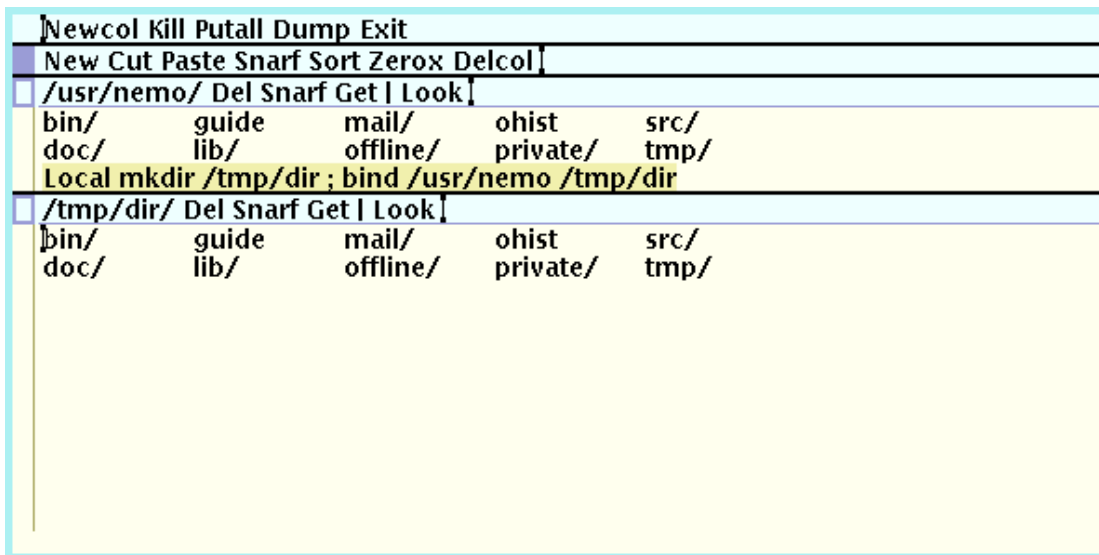 Newcol Kill Putall Dump Exit
New Cut Paste Snarf Sort Zerox Delcol
/usr/nemo/ Del Snarf Get | Look
bin/ guide mail/ ohist src/
doc/ lib/ offline/ private/ tmp/
Local mkdir /tmp/dir ; bind /usr/nemo /tmp/dir
/tmp/dir/ Del Snarf Get | Look
bin/ guide mail/ ohist src/
doc/ lib/ offline/ private/ tmp/